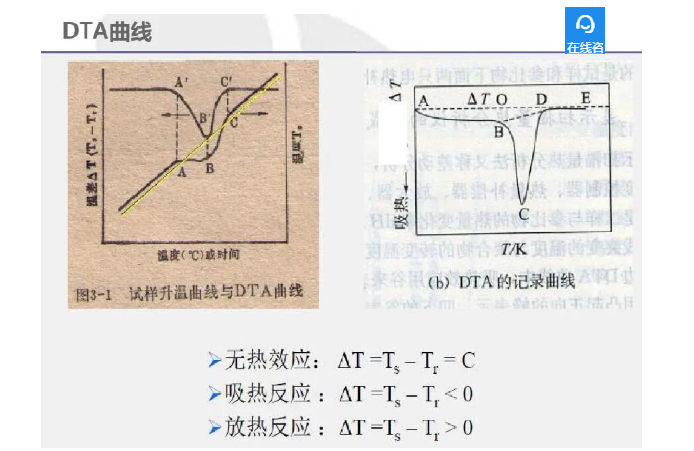 DTA曲线
在线咨
A' C'
B'
C
A B
温差ΔT(Tₛ-Tᵣ)
温度Tₛ
温度(℃)或时间
图3-1 试样升温曲线与DTA曲线
ΔT
A ΔT O D E
B
C
吸热
T/K
(b) DTA的记录曲线
➢无热效应: ΔT =Tₛ – Tᵣ = C
➢吸热反应: ΔT =Tₛ – Tᵣ < 0
➢放热反应: ΔT =Tₛ – Tᵣ > 0